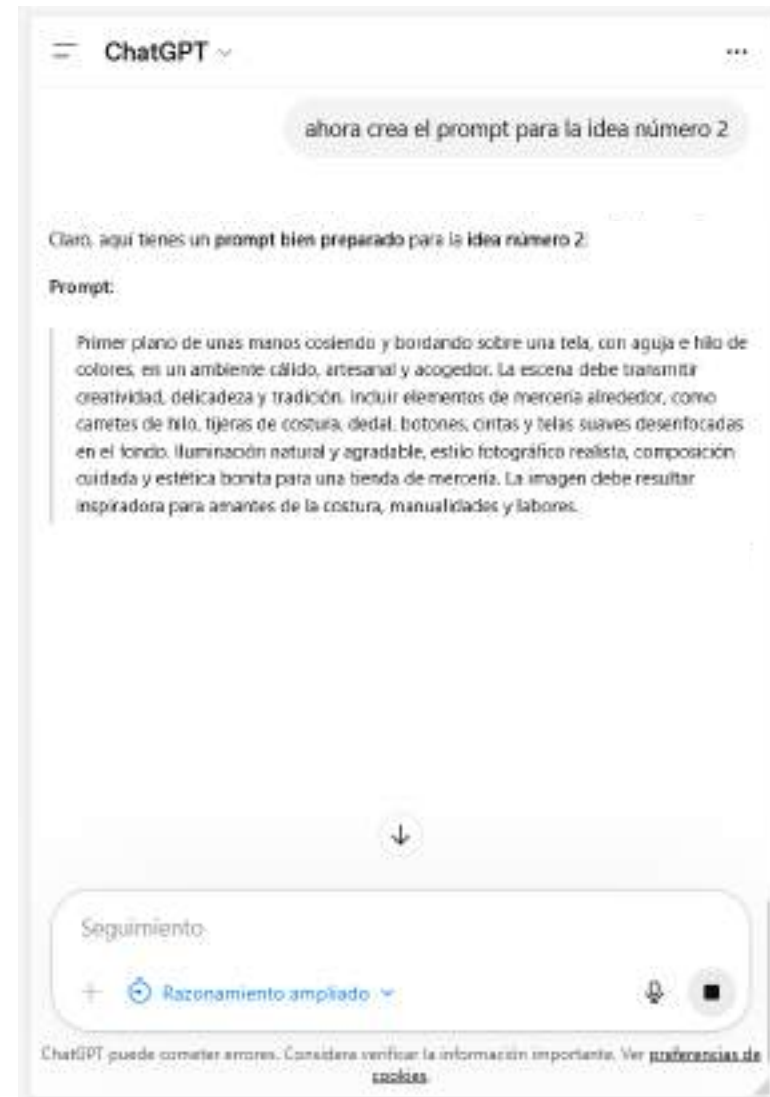 ChatGPT
ahora crea el prompt para la idea número 2
Claro, aquí tienes un prompt bien preparado para la idea número 2:
Prompt:
Primer plano de unas manos cosiendo y bordando sobre una tela, con aguja e hilo de
colores, en un ambiente cálido, artesanal y acogedor. La escena debe transmitir
creatividad, delicadeza y tradición. Incluir elementos de mercería alrededor, como
carretes de hilo, tijeras de costura, dedal, botones, cintas y telas suaves desenfocadas
en el fondo. Iluminación natural y agradable, estilo fotográfico realista, composición
cuidada y estética bonita para una tienda de mercería. La imagen debe resultar
inspiradora para amantes de la costura, manualidades y labores.
Seguimiento
Razonamiento ampliado
ChatGPT puede cometer errores. Considera verificar la información importante. Ver preferencias de
cookies.